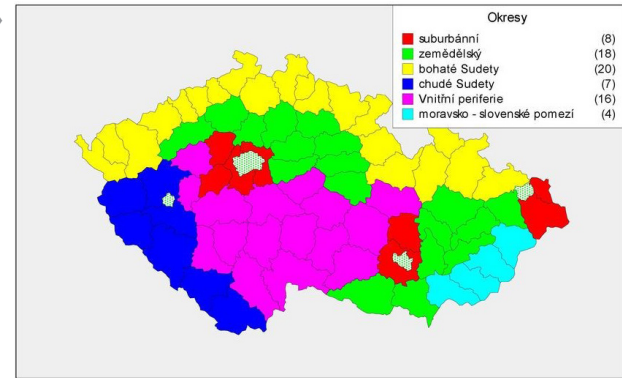 Okresy
suburbánní (8)
zemědělský (18)
bohaté Sudety (20)
chudé Sudety (7)
Vnitřní periferie (16)
moravsko - slovenské pomezí (4)